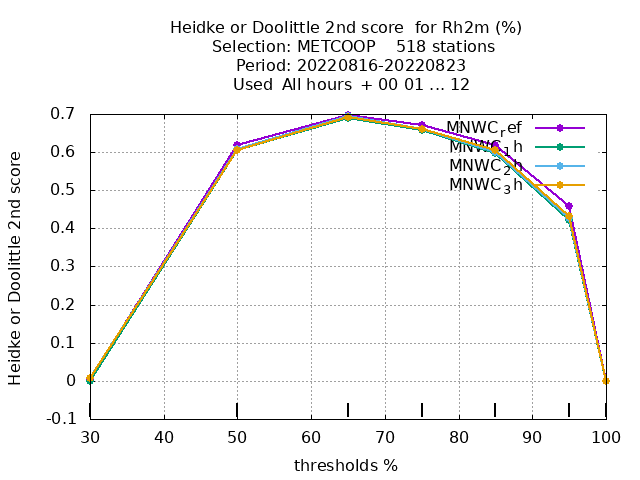 Heidke or Doolittle 2nd score  for Rh2m (%)
Selection: METCOOP    518 stations
Period: 20220816-20220823
Used  All hours  + 00 01 ... 12
Heidke or Doolittle 2nd score
0.7
0.6
0.5
0.4
0.3
0.2
0.1
0
-0.1
MNWC_ref
MNWC_1h
MNWC_2h
MNWC_3h
30 40 50 60 70 80 90 100
thresholds %